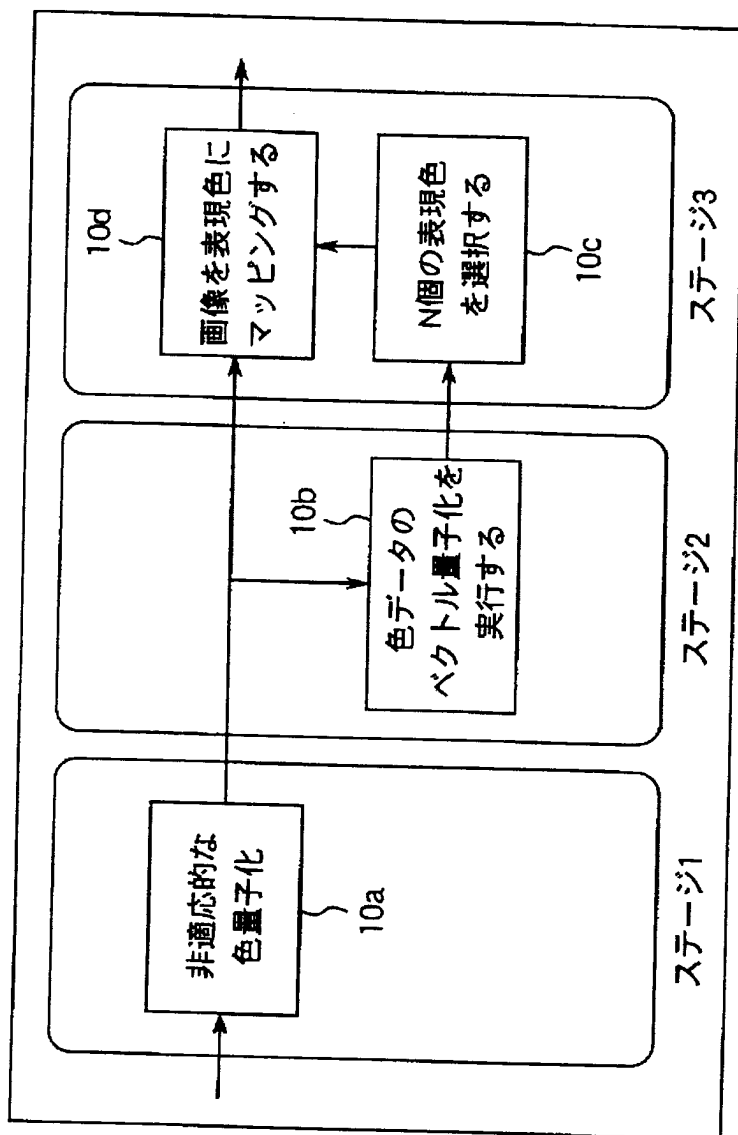 非適応的な
色量子化
10a
ステージ1
10b
色データの
ベクトル量子化を
実行する
ステージ2
10d
画像を表現色に
マッピングする
N個の表現色
を選択する
10c
ステージ3